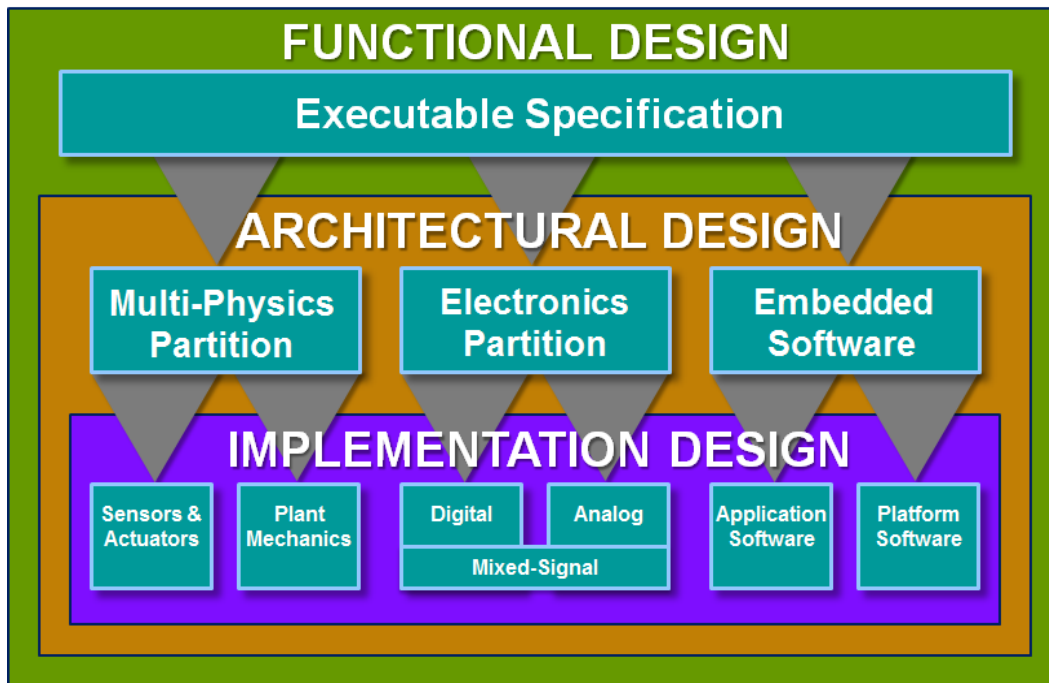 FUNCTIONAL DESIGN
Executable Specification
ARCHITECTURAL DESIGN
Multi-Physics
Partition
Electronics
Partition
Embedded
Software
IMPLEMENTATION DESIGN
Sensors &
Actuators
Plant
Mechanics
Digital
Analog
Mixed-Signal
Application
Software
Platform
Software